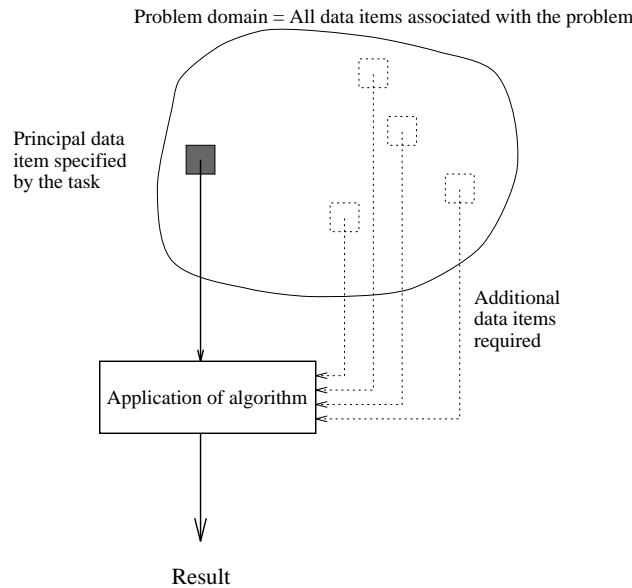 Problem domain = All data items associated with the problem
Principal data
item specified
by the task
Additional
data items
required
Application of algorithm
Result